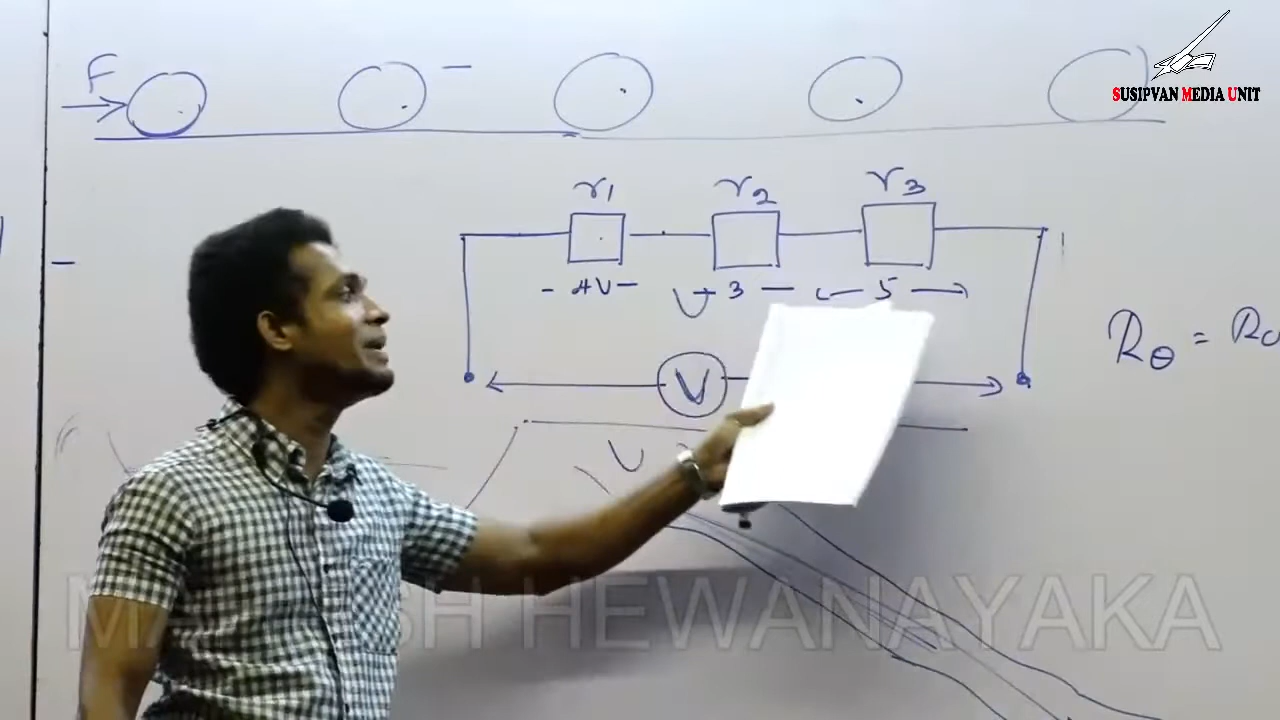 SUSIPVAN MEDIA UNIT
F
r1 r2 r3
4V 3 5
V
V
Rθ = R
V
HEWANAYAKA